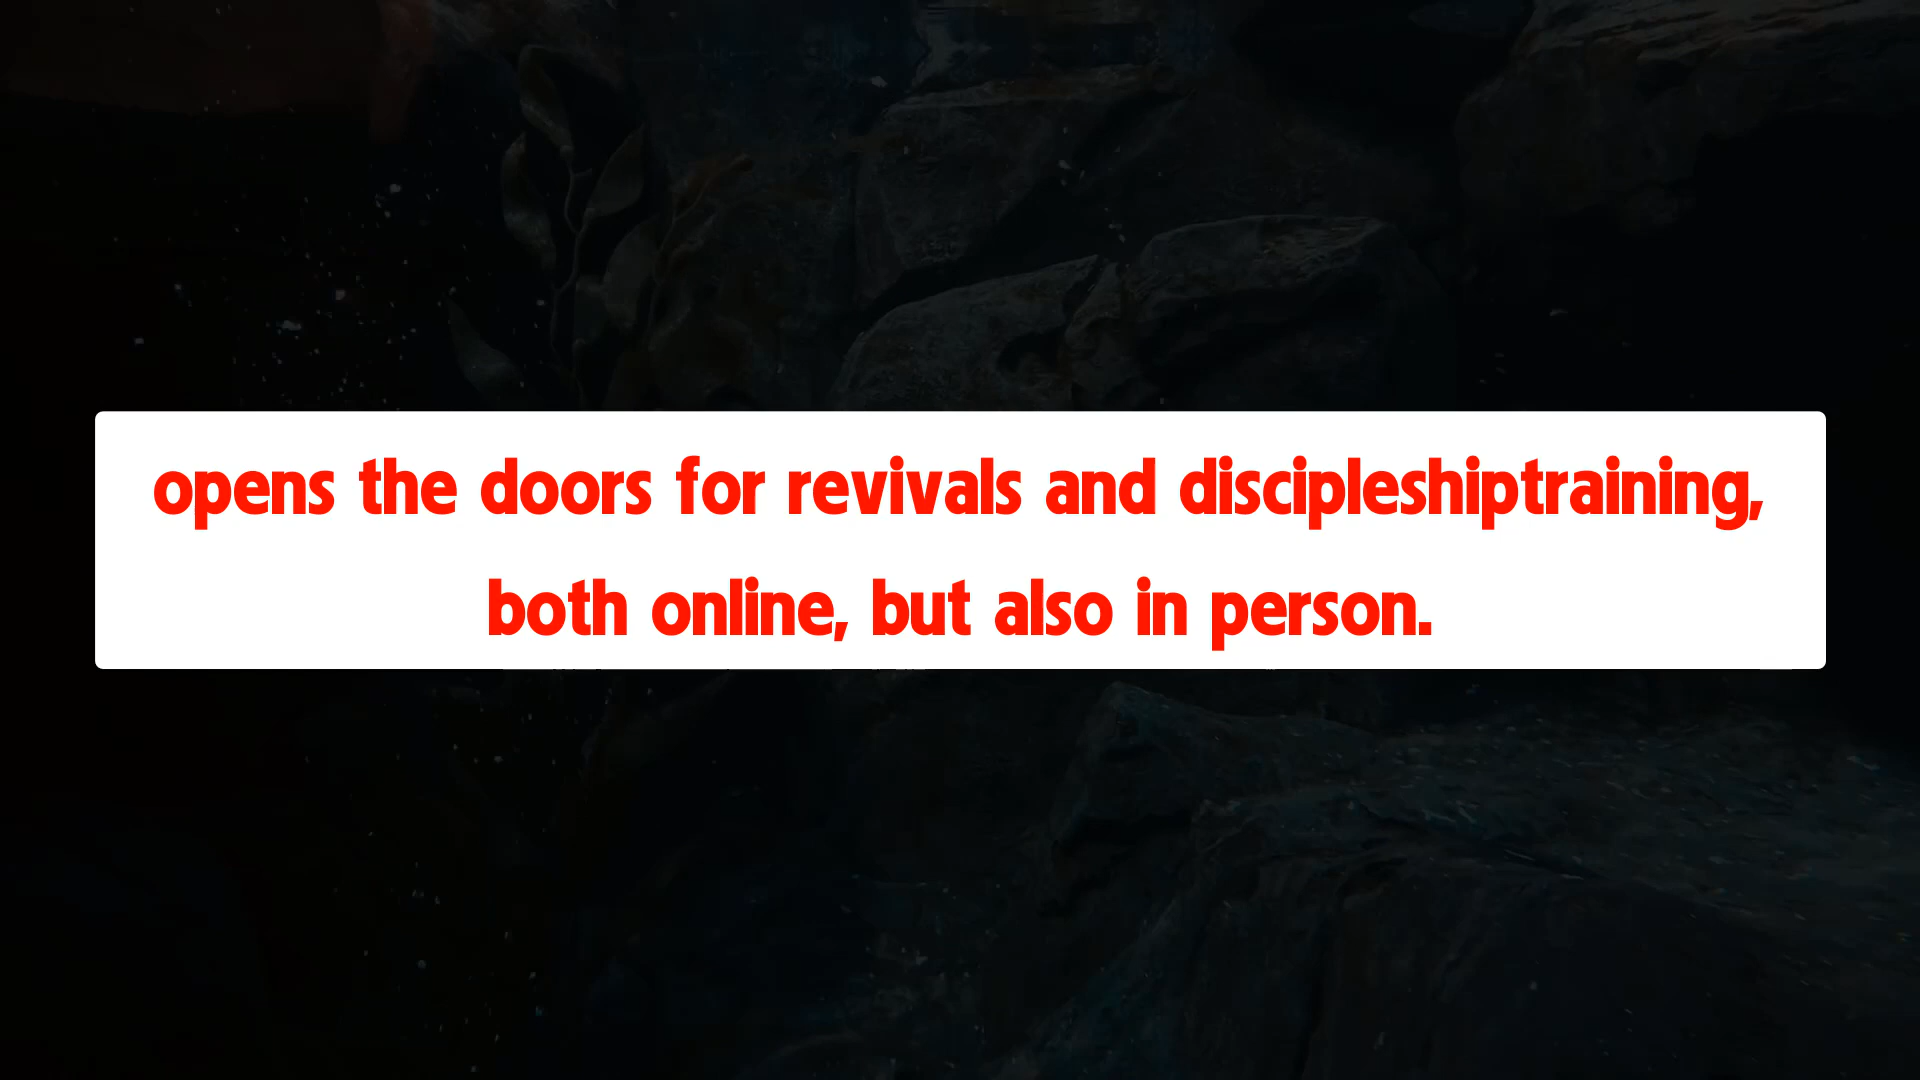 opens the doors for revivals and discipleshiptraining,
both online, but also in person.